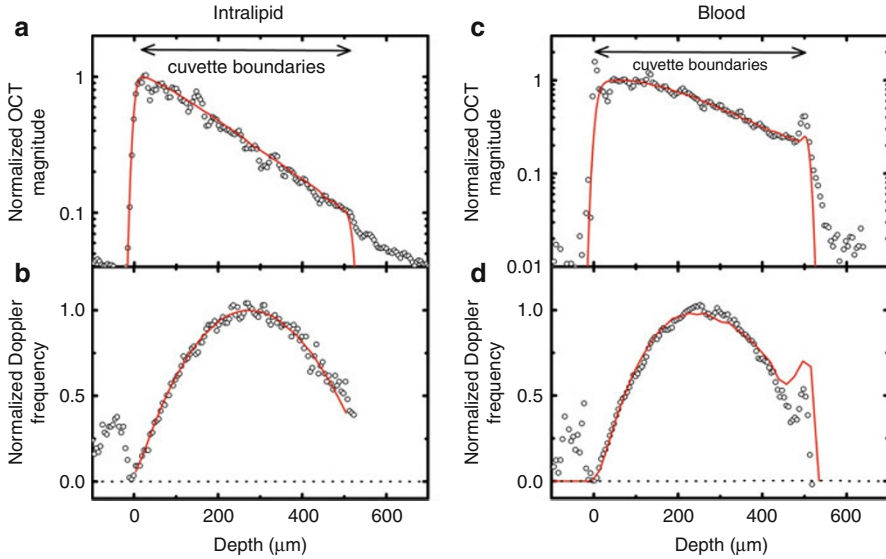 Intralipid
a
cuvette boundaries
Normalized OCT
magnitude
1
0.1
b
Normalized Doppler
frequency
1.0
0.5
0.0
0
200
400
600
Depth (μm)
Blood
c
cuvette boundaries
Normalized OCT
magnitude
1
0.1
0.01
d
Normalized Doppler
frequency
1.0
0.5
0.0
0
200
400
600
Depth (μm)